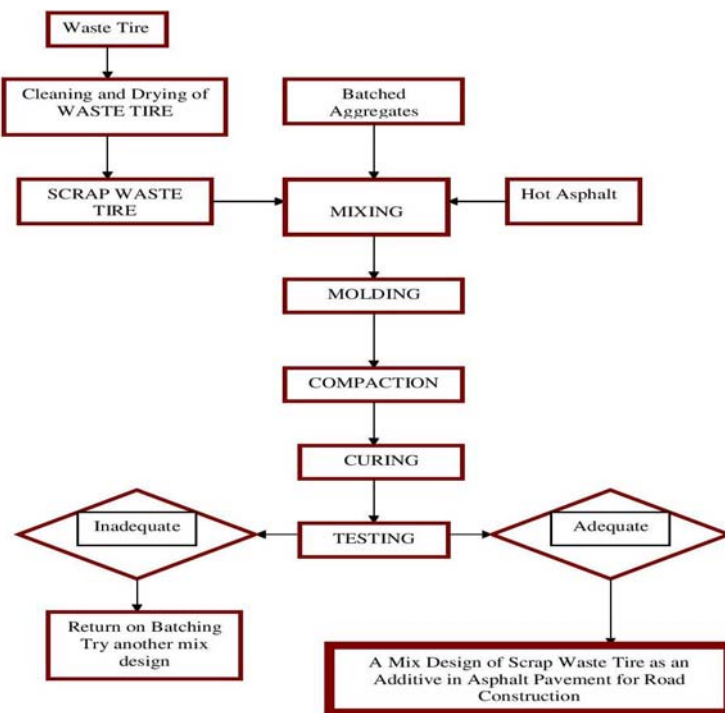 Waste Tire
Cleaning and Drying of
WASTE TIRE
Batched
Aggregates
SCRAP WASTE
TIRE
MIXING
Hot Asphalt
MOLDING
COMPACTION
CURING
Inadequate
TESTING
Adequate
Return on Batching
Try another mix
design
A Mix Design of Scrap Waste Tire as an
Additive in Asphalt Pavement for Road
Construction